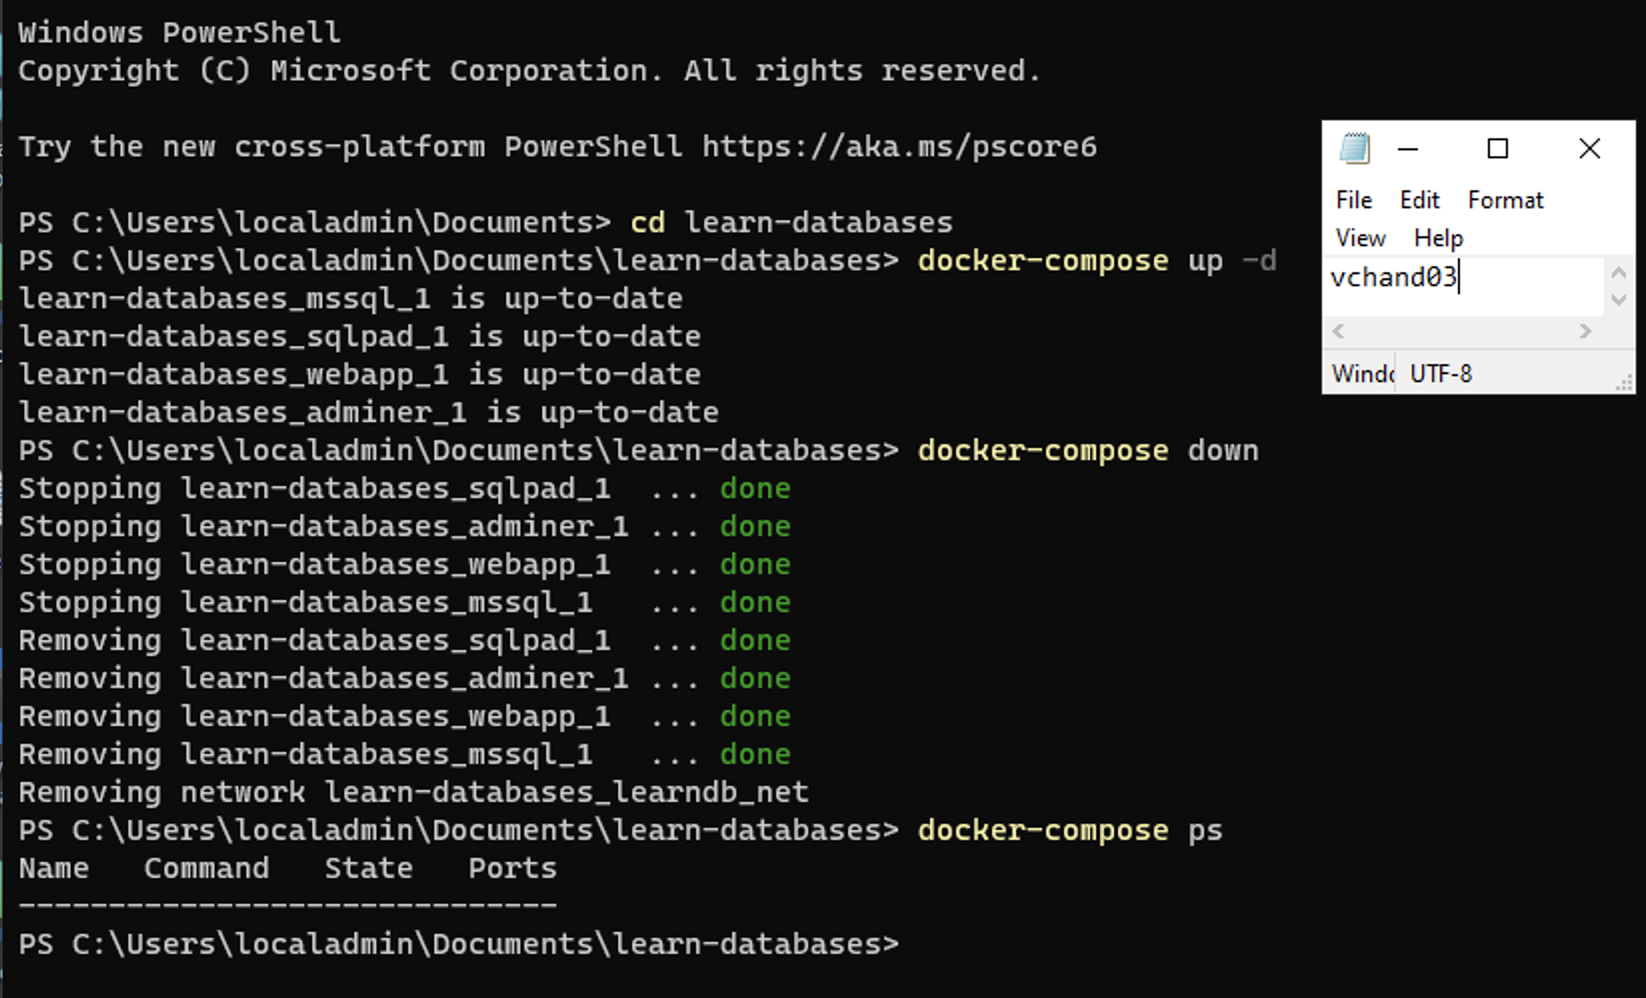 Windows PowerShell
Copyright (C) Microsoft Corporation. All rights reserved.
Try the new cross-platform PowerShell https://aka.ms/pscore6
PS C:\Users\localadmin\Documents> cd learn-databases
PS C:\Users\localadmin\Documents\learn-databases> docker-compose up -d
learn-databases_mssql_1 is up-to-date
learn-databases_sqlpad_1 is up-to-date
learn-databases_webapp_1 is up-to-date
learn-databases_adminer_1 is up-to-date
PS C:\Users\localadmin\Documents\learn-databases> docker-compose down
Stopping learn-databases_sqlpad_1  ... done
Stopping learn-databases_adminer_1 ... done
Stopping learn-databases_webapp_1  ... done
Stopping learn-databases_mssql_1   ... done
Removing learn-databases_sqlpad_1  ... done
Removing learn-databases_adminer_1 ... done
Removing learn-databases_webapp_1  ... done
Removing learn-databases_mssql_1   ... done
Removing network learn-databases_learndb_net
PS C:\Users\localadmin\Documents\learn-databases> docker-compose ps
Name   Command   State   Ports
------------------------------
PS C:\Users\localadmin\Documents\learn-databases>
File Edit Format
View Help
vchand03
UTF-8